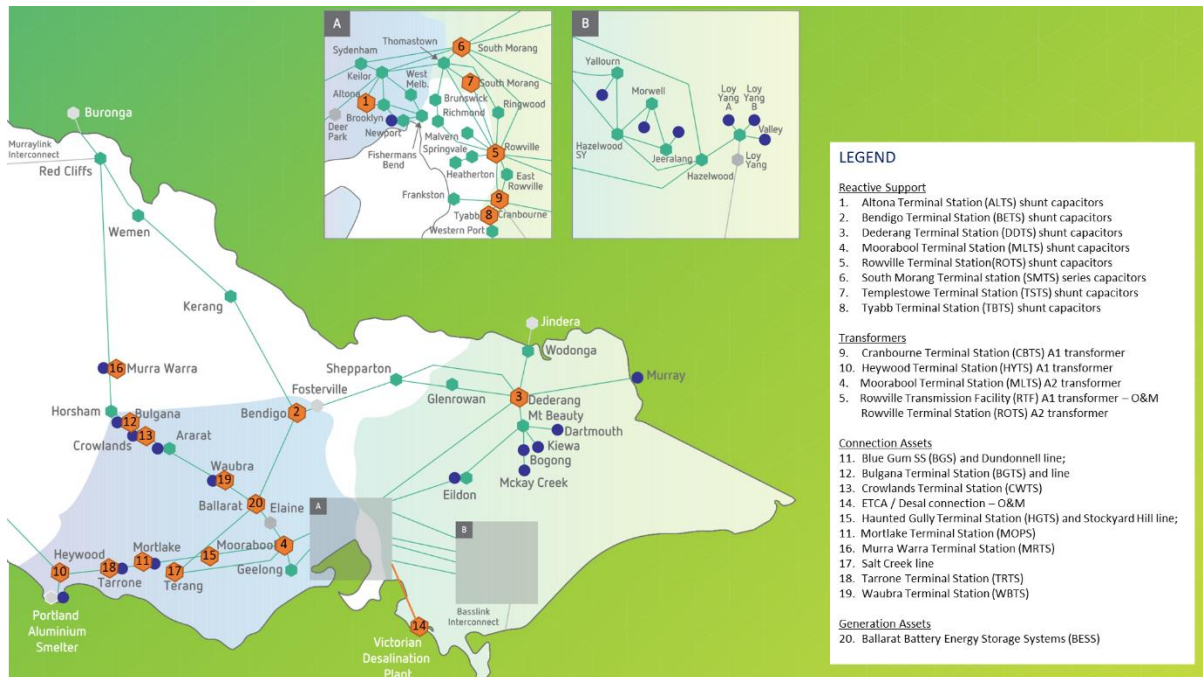 A
Thomastown
6
South Morang
Sydenham
Keilor
West
Melb.
7
South Morang
Altona
1
Brunswick
Ringwood
Richmond
Brooklyn
Deer
Park
Newport
Malvern
Springvale
5
Rowville
Fishermans
Bend
Heatherton
East
Rowville
Frankston
9
Tyabb
8
Cranbourne
Western Port
B
Yallourn
Morwell
Loy
Yang
A
Loy
Yang
B
Valley
Hazelwood
SY
Jeeralang
Hazelwood
Loy
Yang
Buronga
Murraylink
Interconnect
Red Cliffs
Wemen
Kerang
16
Murra Warra
Horsham
Bulgana
12
13
Crowlands
Ararat
Waubra
19
Ballarat
20
Elaine
Bendigo
2
Fosterville
Shepparton
Glenrowan
Jindera
Wodonga
3
Dederang
Murray
Mt Beauty
Dartmouth
Kiewa
Bogong
Mckay Creek
Eildon
A
B
Heywood
10
18
Tarrone
Mortlake
11
17
Terang
15
Moorabool
4
Geelong
Portland
Aluminium
Smelter
Basslink
Interconnect
14
Victorian
Desalination
Plant
LEGEND
Reactive Support
1. Altona Terminal Station (ALTS) shunt capacitors
2. Bendigo Terminal Station (BETS) shunt capacitors
3. Dederang Terminal Station (DDTS) shunt capacitors
4. Moorabool Terminal Station (MLTS) shunt capacitors
5. Rowville Terminal Station(ROTS) shunt capacitors
6. South Morang Terminal station (SMTS) series capacitors
7. Templestowe Terminal Station (TSTS) shunt capacitors
8. Tyabb Terminal Station (TBTS) shunt capacitors
Transformers
9. Cranbourne Terminal Station (CBTS) A1 transformer
10. Heywood Terminal Station (HYTS) A1 transformer
4. Moorabool Terminal Station (MLTS) A2 transformer
5. Rowville Transmission Facility (RTF) A1 transformer – O&M
Rowville Terminal Station (ROTS) A2 transformer
Connection Assets
11. Blue Gum SS (BGS) and Dundonnell line;
12. Bulgana Terminal Station (BGTS) and line
13. Crowlands Terminal Station (CWTS)
14. ETCA / Desal connection – O&M
15. Haunted Gully Terminal Station (HGTS) and Stockyard Hill line;
11. Mortlake Terminal Station (MOPS)
16. Murra Warra Terminal Station (MRTS)
17. Salt Creek line
18. Tarrone Terminal Station (TRTS)
19. Waubra Terminal Station (WBTS)
Generation Assets
20. Ballarat Battery Energy Storage Systems (BESS)